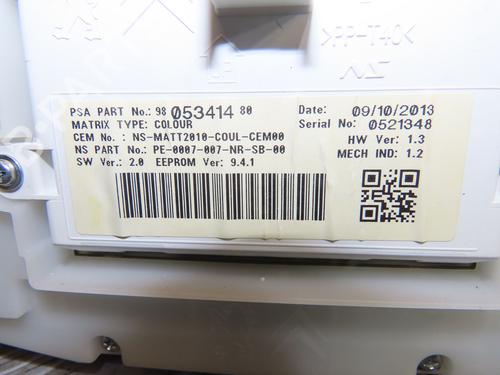 >PP-T40<
PSA PART No.: 98 053414 80
MATRIX TYPE: COLOUR
CEM No. : NS-MATT2010-COUL-CEM00
NS PART No.: PE-0007-007-NR-SB-00
SW Ver.: 2.0 EEPROM Ver: 9.4.1
Date: 09/10/2013
Serial No: 0521348
HW Ver: 1.3
MECH IND: 1.2